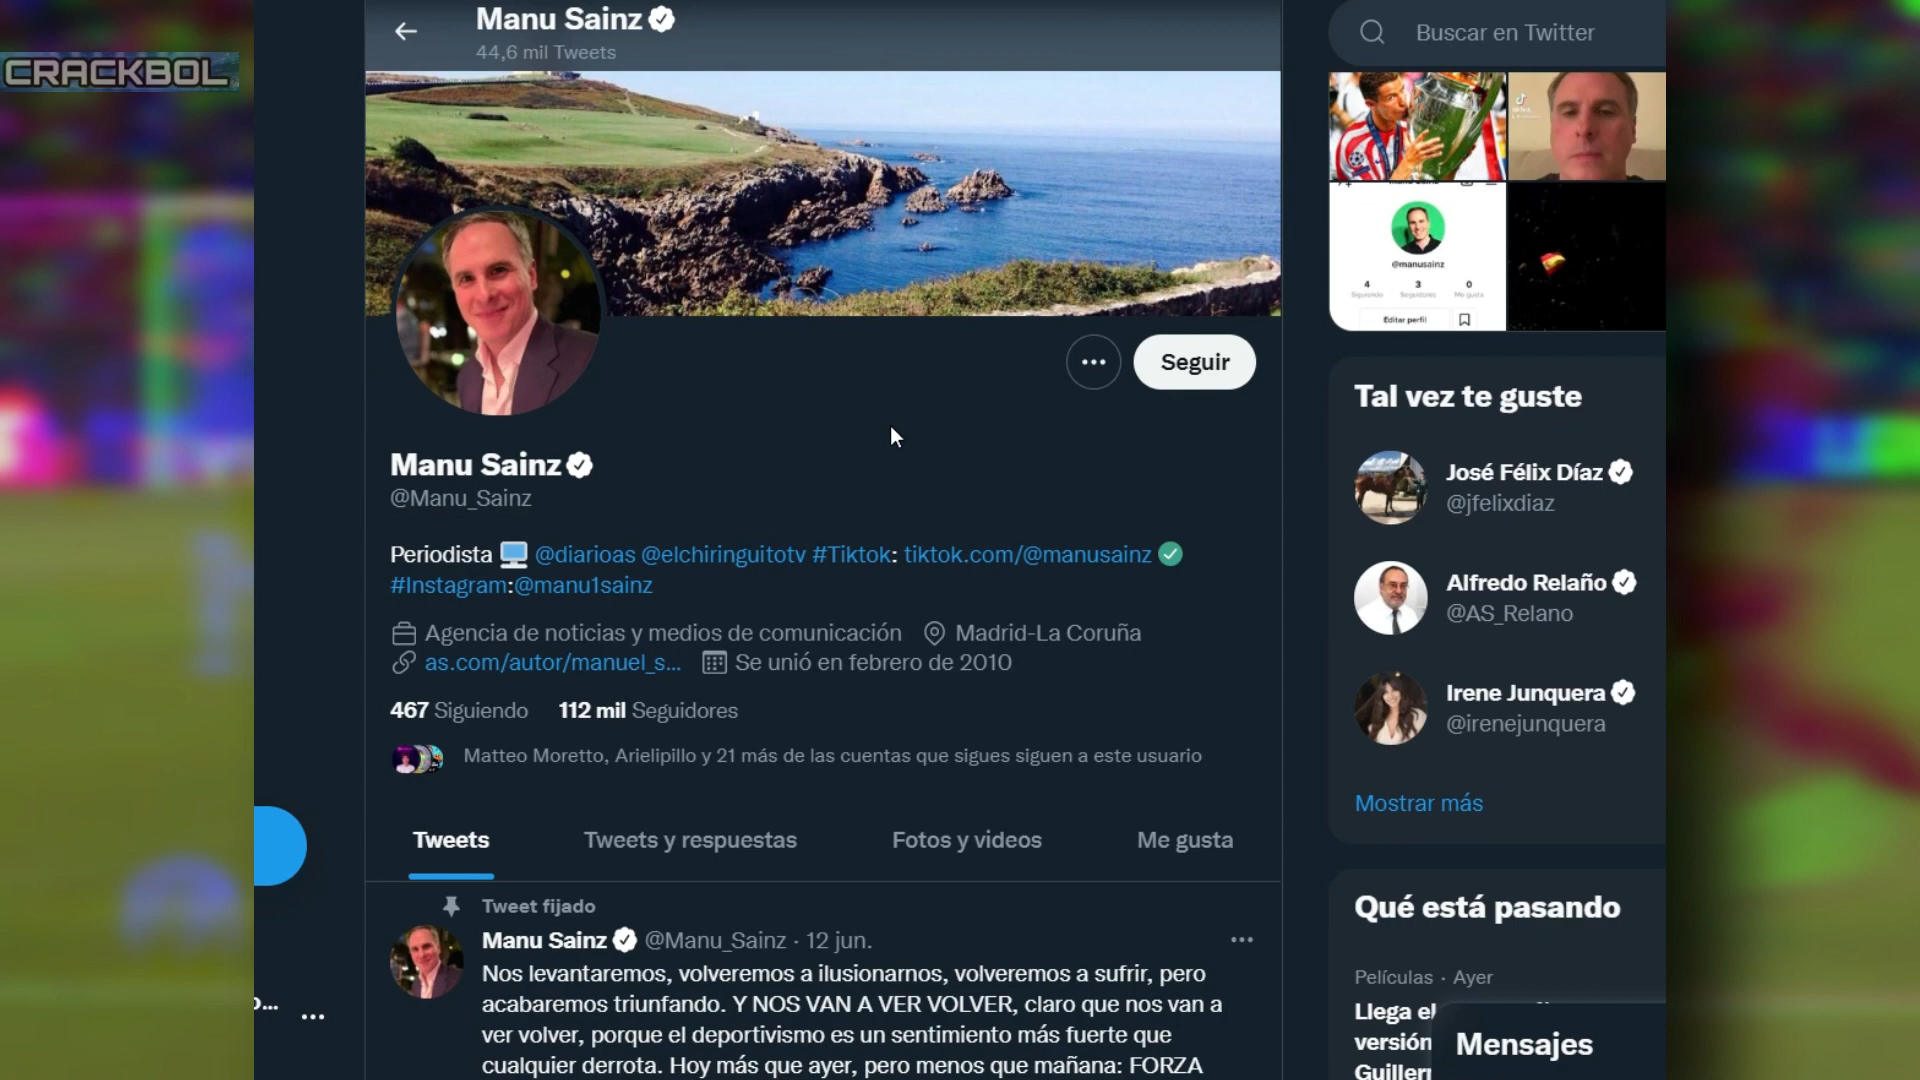 CRACKBOL
Manu Sainz
44,6 mil Tweets
Buscar en Twitter
@manusainz
4 3 0
Siguiendo Seguidores Me gusta
Editar perfil
Seguir
Manu Sainz
@Manu_Sainz
Periodista @diarioas @elchiringuitotv #Tiktok: tiktok.com/@manusainz
#Instagram:@manu1sainz
Agencia de noticias y medios de comunicación Madrid-La Coruña
as.com/autor/manuel_s... Se unió en febrero de 2010
467 Siguiendo 112 mil Seguidores
Matteo Moretto, Arielipillo y 21 más de las cuentas que sigues siguen a este usuario
Tweets Tweets y respuestas Fotos y videos Me gusta
Tweet fijado
Manu Sainz @Manu_Sainz · 12 jun.
Nos levantaremos, volveremos a ilusionarnos, volveremos a sufrir, pero
acabaremos triunfando. Y NOS VAN A VER VOLVER, claro que nos van a
ver volver, porque el deportivismo es un sentimiento más fuerte que
cualquier derrota. Hoy más que ayer, pero menos que mañana: FORZA
Tal vez te guste
José Félix Díaz
@jfelixdiaz
Alfredo Relaño
@AS_Relano
Irene Junquera
@irenejunquera
Mostrar más
Qué está pasando
Películas · Ayer
Llega el
versión
Guillerm
Mensajes